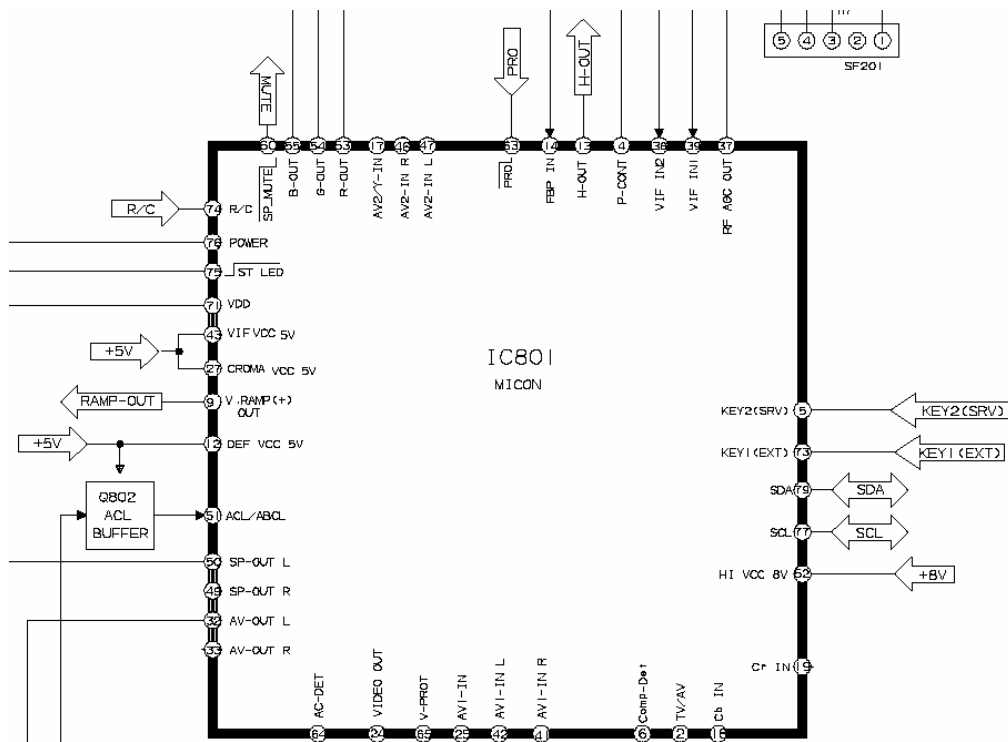 5 4 3 2 1
SF201
MUTE
PRO
H-OUT
60 55 54 53 17 46 47 63 14 13 4 38 39 37
SP_MUTE
B-OUT
G-OUT
R-OUT
AV2/Y-IN
AV2-IN R
AV2-IN L
PRO
FBP IN
H-OUT
P-CONT
VIF IN2
VIF IN1
RF AGC OUT
R/C
74 R/C
POWER
75 ST LED
71 VDD
43 VIF VCC 5V
+5V
27 CROMA VCC 5V
RAMP-OUT
9 V.RAMP(+)
OUT
+5V
12 DEF VCC 5V
Q802
ACL
BUFFER
51 ACL/ABCL
50 SP-OUT L
49 SP-OUT R
32 AV-OUT L
33 AV-OUT R
IC801
MICON
KEY2(SRV) 5 KEY2(SRV)
KEY1(EXT) 73 KEY1(EXT)
SDA 79 SDA
SCL 77 SCL
HI VCC 8V 52 +8V
Cr IN 19
AC-DET
VIDEO OUT
V-PROT
AV1-IN
AV1-IN L
AV1-IN R
Comp-Det
TV/AV
Cb IN
64 24 65 25 42 41 6 2 18